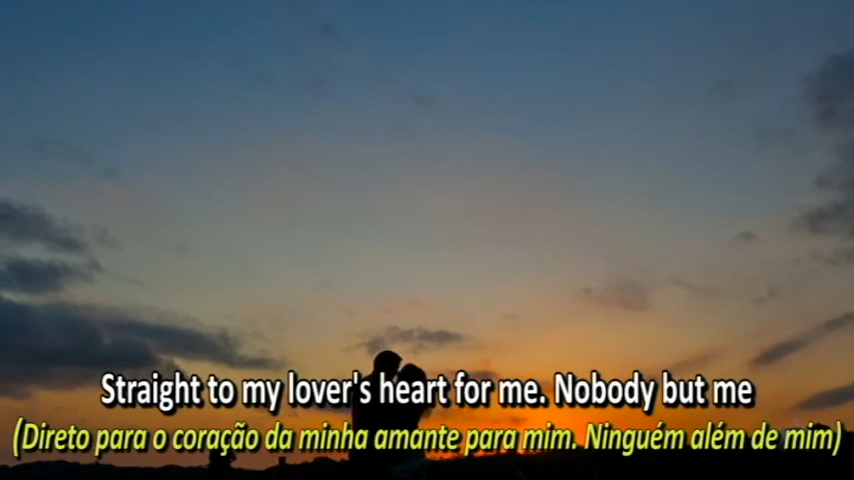 Straight to my lover's heart for me. Nobody but me
(Direto para o coração da minha amante para mim. Ninguém além de mim)